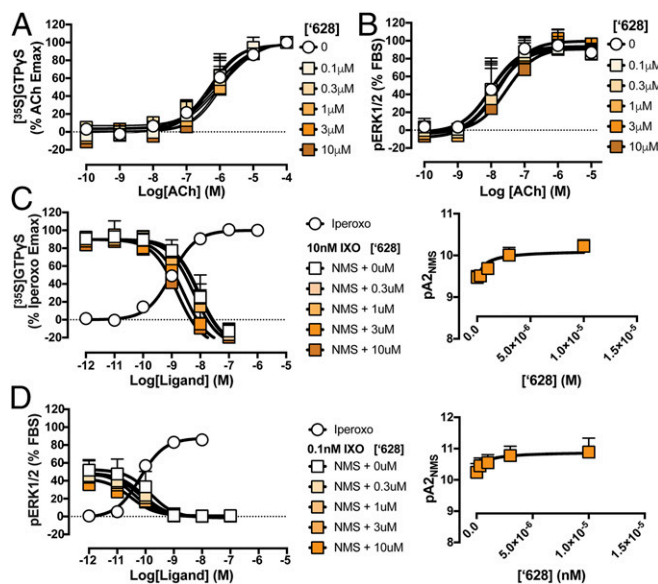 A
[³⁵S]GTPγS
(% ACh Emax)
120
100
80
60
40
20
0
-20
-10 -9 -8 -7 -6 -5 -4
Log[ACh] (M)
['628]
0
0.1μM
0.3μM
1μM
3μM
10μM
B
pERK1/2 (% FBS)
120
100
80
60
40
20
0
-20
-10 -9 -8 -7 -6 -5
Log [ACh] (M)
['628]
0
0.1μM
0.3μM
1μM
3μM
10μM
C
[³⁵S]GTPγS
(% Iperoxo Emax)
120
100
80
60
40
20
0
-20
-12 -11 -10 -9 -8 -7 -6 -5
Log[Ligand] (M)
Iperoxo
10nM IXO ['628]
NMS + 0uM
NMS + 0.3uM
NMS + 1uM
NMS + 3uM
NMS + 10uM
pA2NMS
11
10
9
0.0 5.0×10⁻⁶ 1.0×10⁻⁵ 1.5×10⁻⁵
['628] (M)
D
pERK1/2 (% FBS)
120
100
80
60
40
20
0
-12 -11 -10 -9 -8 -7 -6 -5
Log[Ligand] (M)
Iperoxo
0.1nM IXO ['628]
NMS + 0uM
NMS + 0.3uM
NMS + 1uM
NMS + 3uM
NMS + 10uM
pA2NMS
12
11
10
9
0.0 5.0×10⁻⁶ 1.0×10⁻⁵ 1.5×10⁻⁵
['628] (nM)